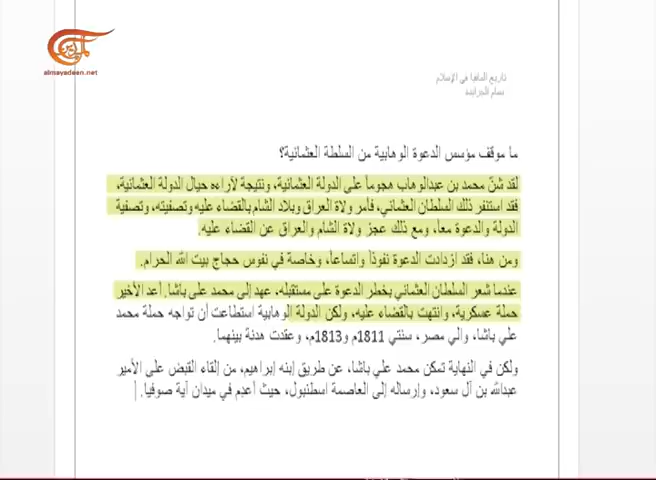 الميادين
almayadeen.net
تاريخ المافيا في الإسلام
بسام الجرايده
ما موقف مؤسس الدعوة الوهابية من السلطة العثمانية؟
لقد شنّ محمد بن عبدالوهاب هجوماً على الدولة العثمانية، ونتيجة لآراءه حيال الدولة العثمانية،
فقد استنفر ذلك السلطان العثماني، فأمر ولاة العراق وبلاد الشام بالقضاء عليه وتصفيته، وتصفية
الدولة والدعوة معاً، ومع ذلك عجز ولاة الشام والعراق عن القضاء عليه.
ومن هنا، فقد ازدادت الدعوة نفوذاً واتساعاً، وخاصة في نفوس حجاج بيت الله الحرام.
عندما شعر السلطان العثماني بخطر الدعوة على مستقبله، عهد إلى محمد على باشا. أعد الأخير
حملة عسكرية، وانتهت بالقضاء عليه، ولكن الدولة الوهابية استطاعت أن تواجه حملة محمد
علي باشا، والي مصر، سنتي 1811م و1813م، وعقدت هدنة بينهما.
ولكن في النهاية تمكن محمد علي باشا، عن طريق إبنه إبراهيم، من إلقاء القبض على الأمير
عبدالله بن آل سعود، وإرساله إلى العاصمة اسطنبول، حيث أعدم في ميدان آية صوفيا.